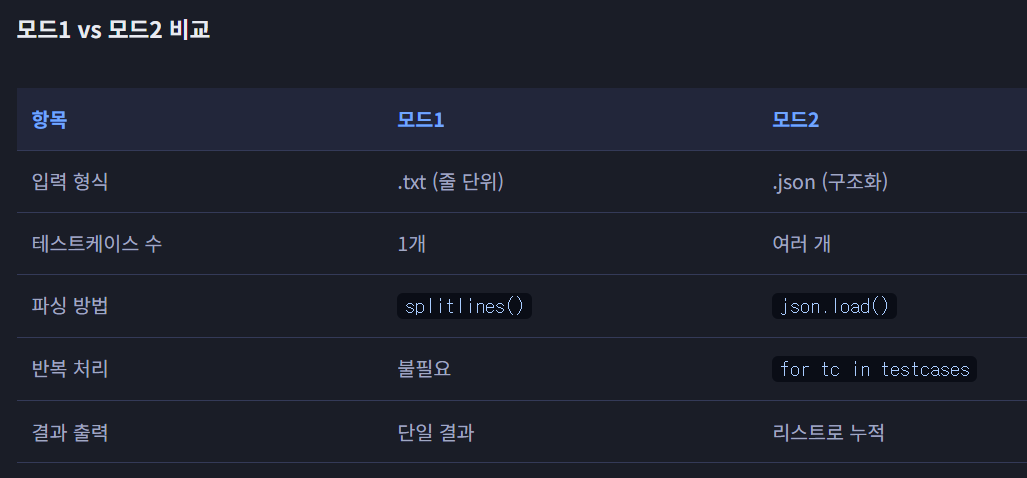 모드1 vs 모드2 비교
항목 모드1 모드2
입력 형식 .txt (줄 단위) .json (구조화)
테스트케이스 수 1개 여러 개
파싱 방법 splitlines() json.load()
반복 처리 불필요 for tc in testcases
결과 출력 단일 결과 리스트로 누적